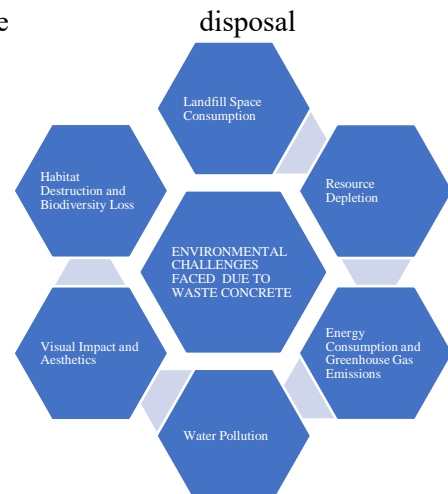 e disposal
Landfill Space
Consumption
Habitat
Destruction and
Biodiversity Loss
Resource
Depletion
ENVIRONMENTAL
CHALLENGES
FACED DUE TO
WASTE CONCRETE
Visual Impact and
Aesthetics
Energy
Consumption and
Greenhouse Gas
Emissions
Water Pollution